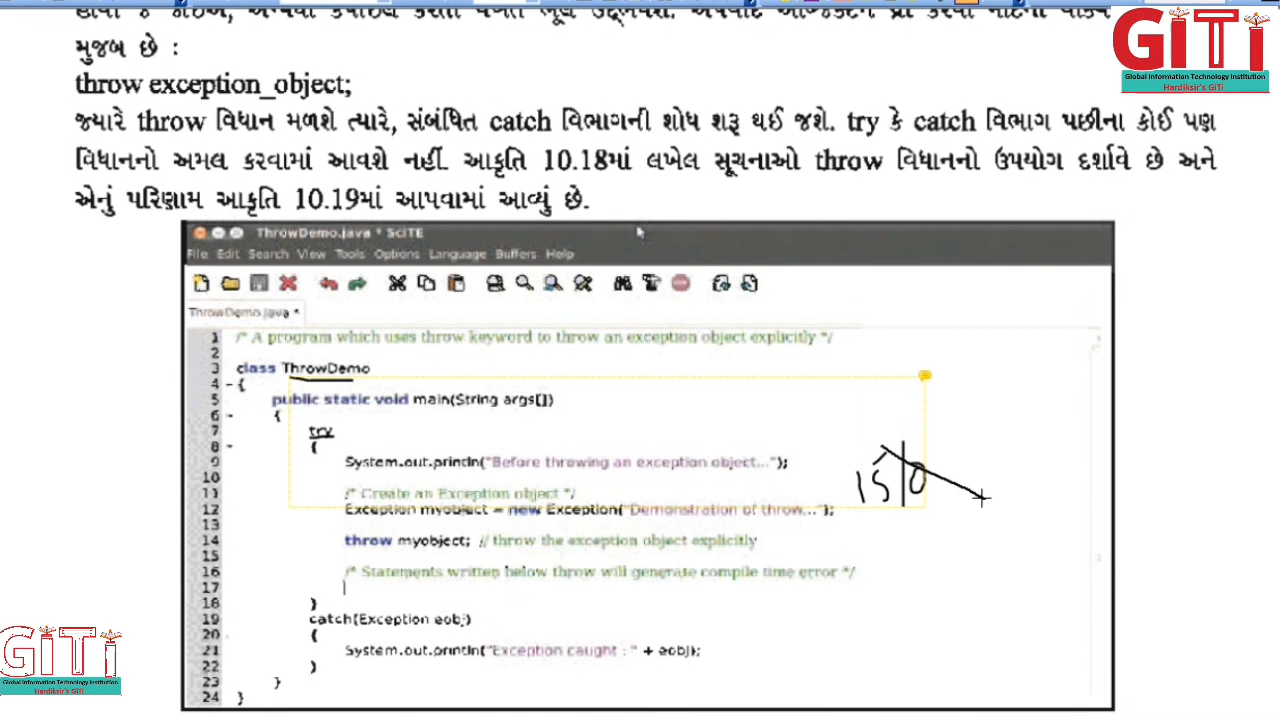 મુજબ છે :
throw exception_object;
જ્યારે throw વિધાન મળશે ત્યારે, સંબંધિત catch વિભાગની શોધ શરૂ થઈ જશે. try કે catch વિભાગ પછીના કોઈ પણ
વિધાનનો અમલ કરવામાં આવશે નહીં. આકૃતિ 10.18માં લખેલ સૂચનાઓ throw વિધાનનો ઉપયોગ દર્શાવે છે અને
એનું પરિણામ આકૃતિ 10.19માં આપવામાં આવ્યું છે.
GiTi
Global Information Technology Institution
Hardiksir's GiTi
ThrowDemo.java * SciTE
File Edit Search View Tools Options Language Buffers Help
ThrowDemo.java *
1 /* A program which uses throw keyword to throw an exception object explicitly */
2
3 class ThrowDemo
4 - {
5 public static void main(String args[])
6 - {
7 try
8 - {
9 System.out.println("Before throwing an exception object...");
10
11 /* Create an Exception object */
12 Exception myobject = new Exception("Demonstration of throw...");
13
14 throw myobject; // throw the exception object explicitly
15
16 /* Statements written below throw will generate compile time error */
17
18 }
19 catch(Exception eobj)
20 {
21 System.out.println("Exception caught : " + eobj);
22 }
23 }
24 }
15/0
GiTi
Global Information Technology Institution
Hardiksir's GiTi